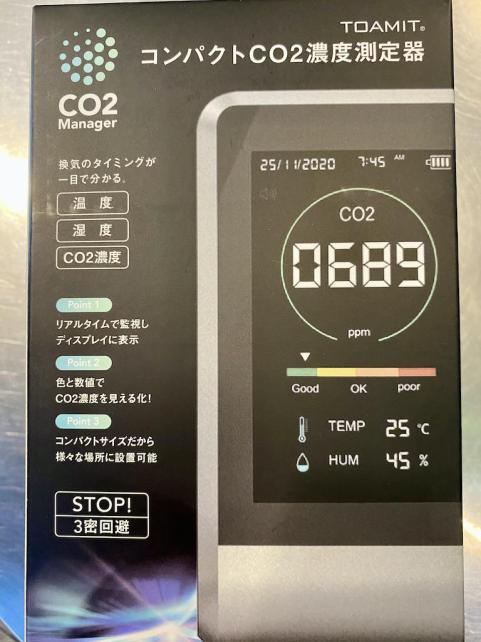 TOAMIT®
コンパクトCO2濃度測定器
CO2
Manager
換気のタイミングが
一目で分かる。
温 度
湿 度
CO2濃度
Point 1
リアルタイムで監視し
ディスプレイに表示
Point 2
色と数値で
CO2濃度を見える化!
Point 3
コンパクトサイズだから
様々な場所に設置可能
STOP!
3密回避
25/11/2020 7:45 AM
CO2
0689
ppm
Good OK poor
TEMP 25 ℃
HUM 45 %